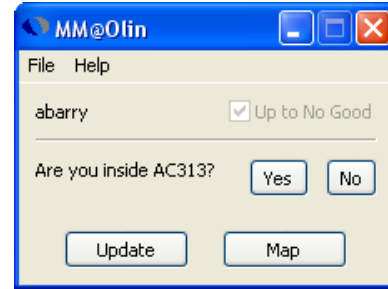 MM@Olin
File Help
abarry Up to No Good
Are you inside AC313? Yes No
Update Map